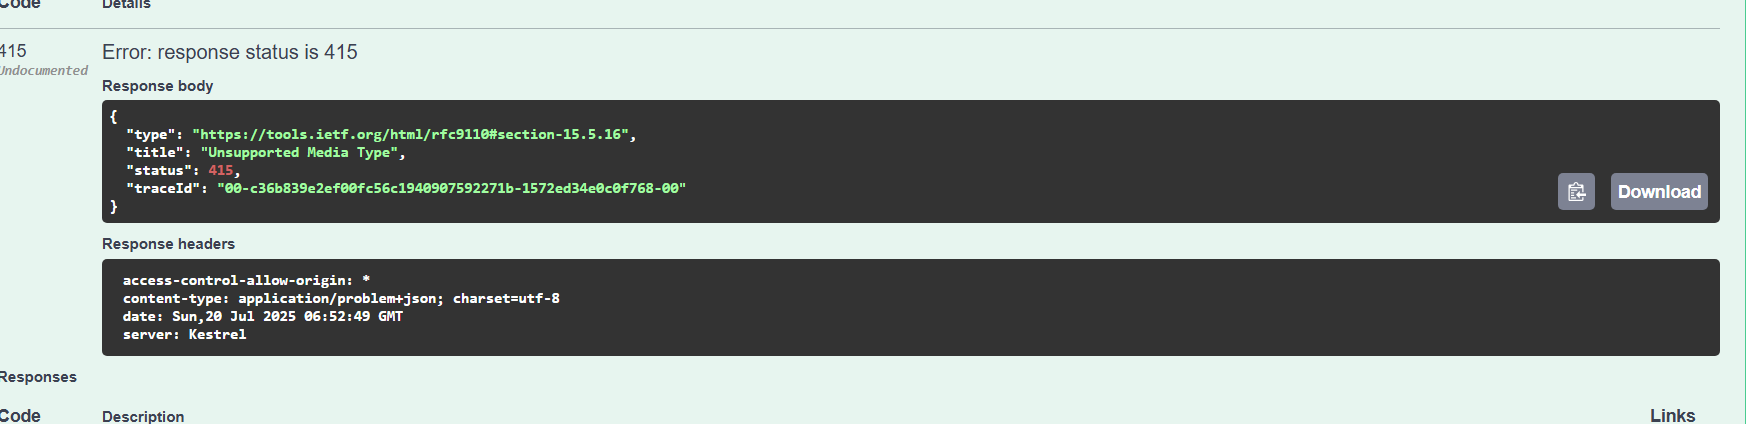 Code Details
415 Error: response status is 415
Undocumented
Response body
{
"type": "https://tools.ietf.org/html/rfc9110#section-15.5.16",
"title": "Unsupported Media Type",
"status": 415,
"traceId": "00-c36b839e2ef00fc56c1940907592271b-1572ed34e0c0f768-00"
}
Download
Response headers
access-control-allow-origin: *
content-type: application/problem+json; charset=utf-8
date: Sun,20 Jul 2025 06:52:49 GMT
server: Kestrel
Responses
Code Description Links